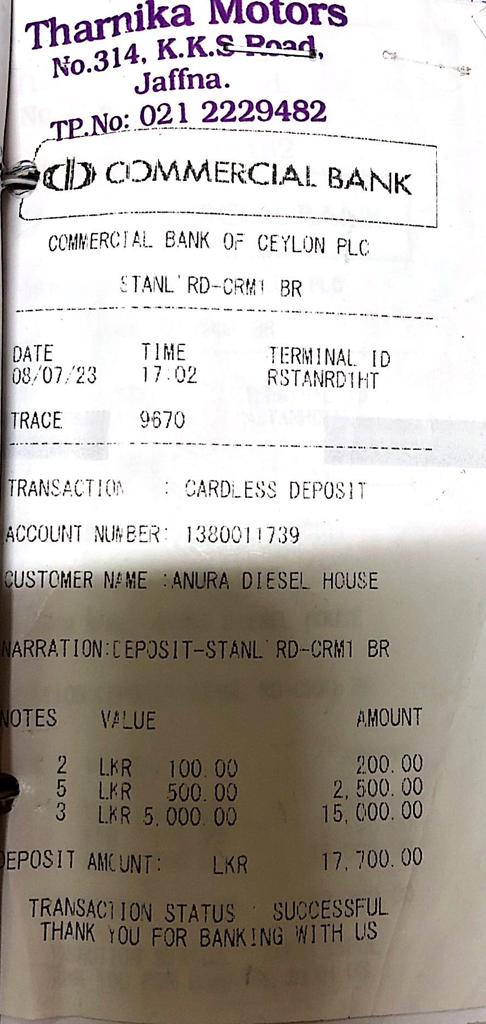 Tharnika Motors
No.314, K.K.S Road,
Jaffna.
TP.No: 021 2229482
COMMERCIAL BANK
COMMERCIAL BANK OF CEYLON PLC
STANL' RD-CRM1 BR
DATE TIME TERMINAL ID
08/07/23 17:02 RSTANRD1HT
TRACE 9670
TRANSACTION : CARDLESS DEPOSIT
ACCOUNT NUMBER: 1380011739
CUSTOMER NAME :ANURA DIESEL HOUSE
NARRATION:DEPOSIT-STANL' RD-CRM1 BR
NOTES VALUE AMOUNT
2 LKR 100.00 200.00
5 LKR 500.00 2,500.00
3 LKR 5,000.00 15,000.00
DEPOSIT AMOUNT: LKR 17,700.00
TRANSACTION STATUS : SUCCESSFUL
THANK YOU FOR BANKING WITH US